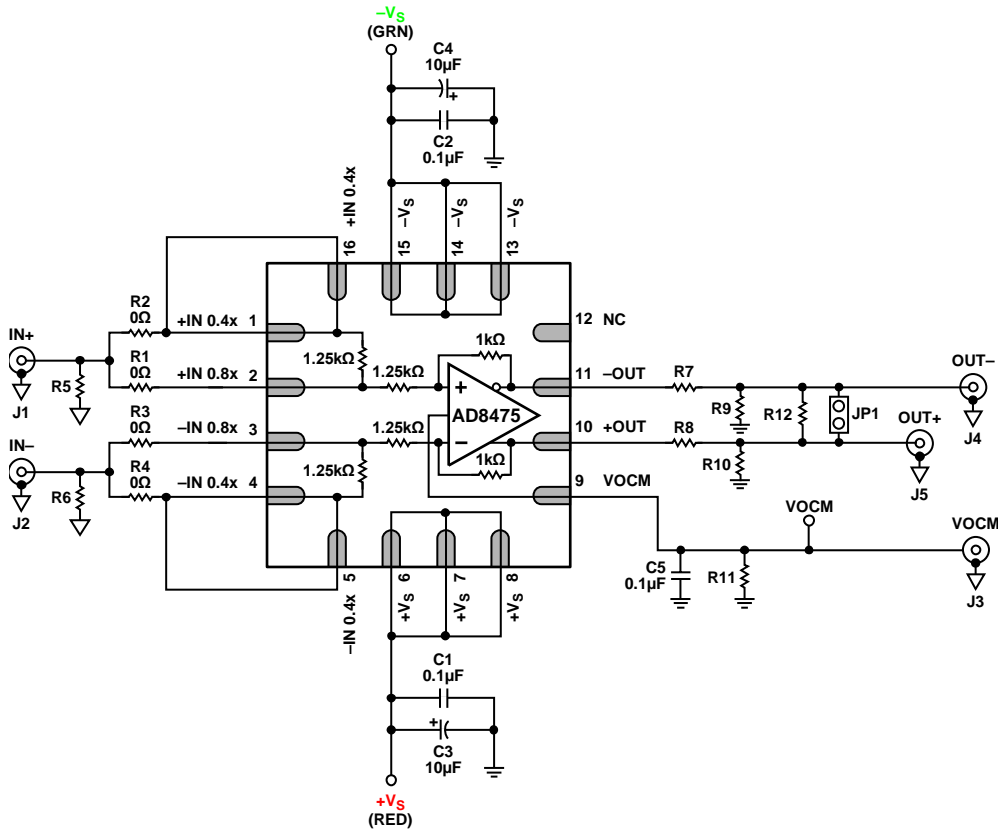 –VS
(GRN)
C4
10µF
+
C2
0.1µF
+IN 0.4x
–VS
–VS
–VS
16
15
14
13
R2
0Ω
+IN 0.4x
1
12
NC
IN+
1.25kΩ
1kΩ
R1
0Ω
+IN 0.8x
2
1.25kΩ
11
–OUT
R7
OUT–
R5
J1
+
AD8475
–
R9
R12
JP1
J4
R3
0Ω
–IN 0.8x
3
1.25kΩ
10
+OUT
R8
OUT+
IN–
1.25kΩ
1kΩ
R10
J5
R4
0Ω
–IN 0.4x
4
9
VOCM
R6
J2
VOCM
VOCM
C5
0.1µF
R11
J3
5
6
7
8
–IN 0.4x
+VS
+VS
+VS
C1
0.1µF
+
C3
10µF
+VS
(RED)